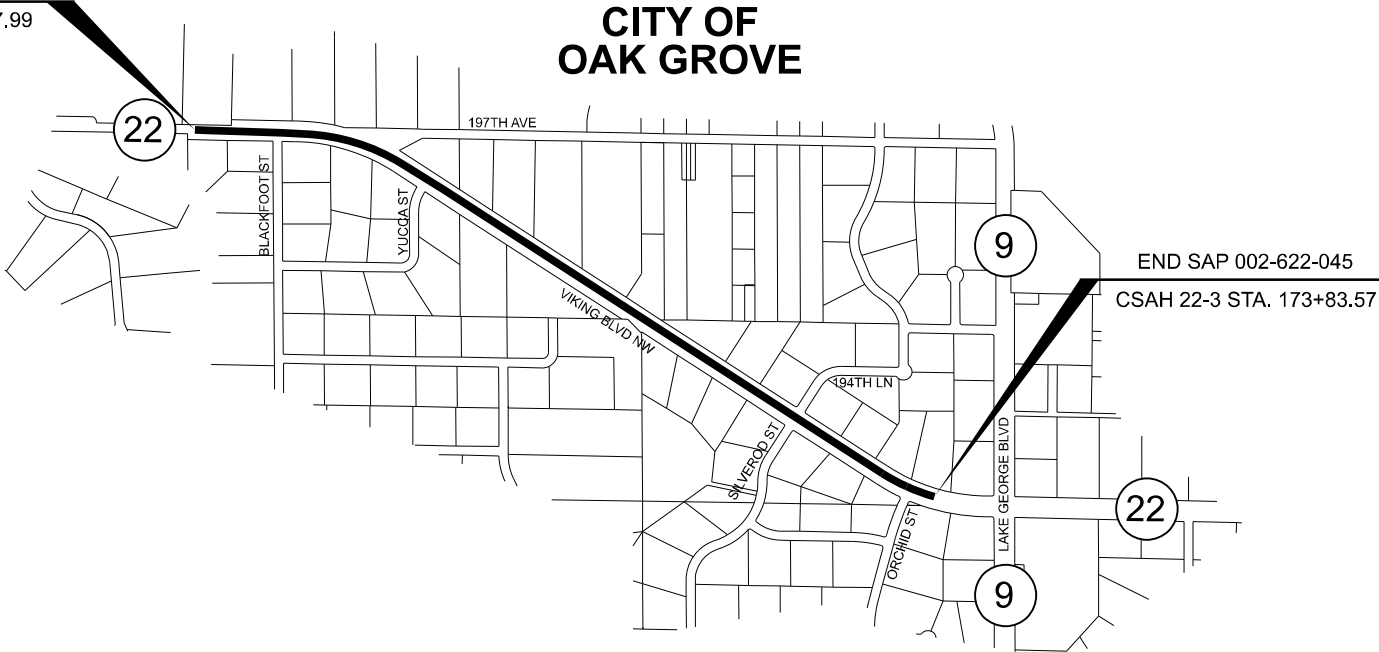 7.99
CITY OF
OAK GROVE
22
197TH AVE
BLACKFOOT ST
YUCCA ST
9
END SAP 002-622-045
CSAH 22-3 STA. 173+83.57
VIKING BLVD NW
194TH LN
SILVEROD ST
LAKE GEORGE BLVD
ORCHID ST
22
9